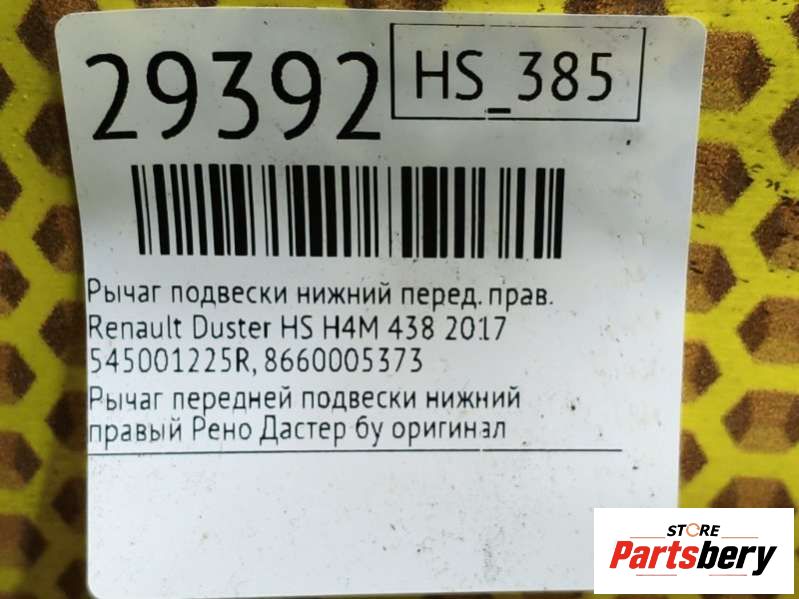 29392
HS_385
Рычаг подвески нижний перед. прав.
Renault Duster HS H4M 438 2017
545001225R, 8660005373
Рычаг передней подвески нижний
правый Рено Дастер бу оригинал
STORE
Partsbery